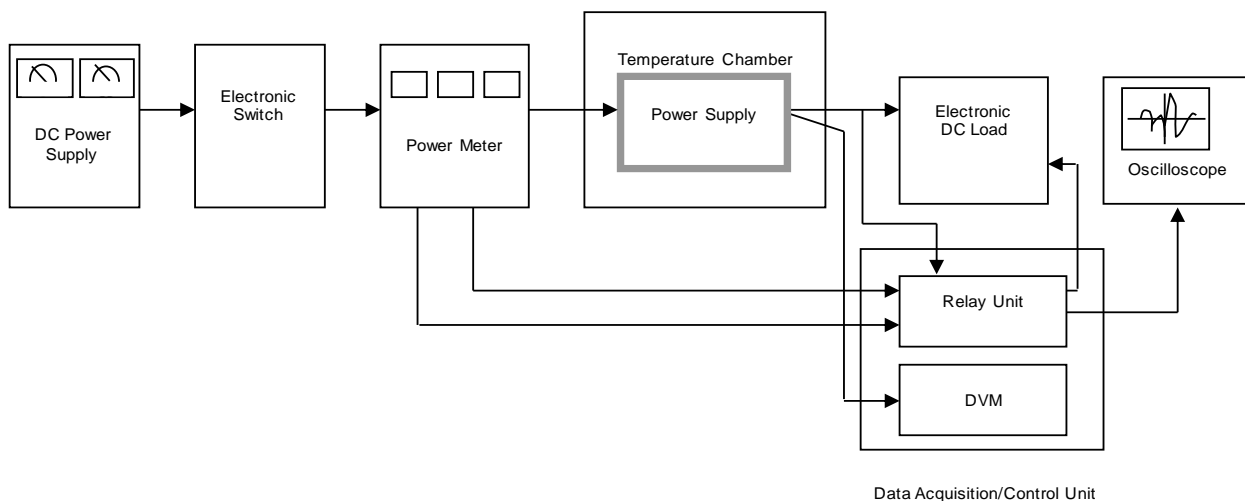 DC Power
Supply
Electronic
Switch
Power Meter
Temperature Chamber
Power Supply
Electronic
DC Load
Oscilloscope
Relay Unit
DVM
Data Acquisition/Control Unit